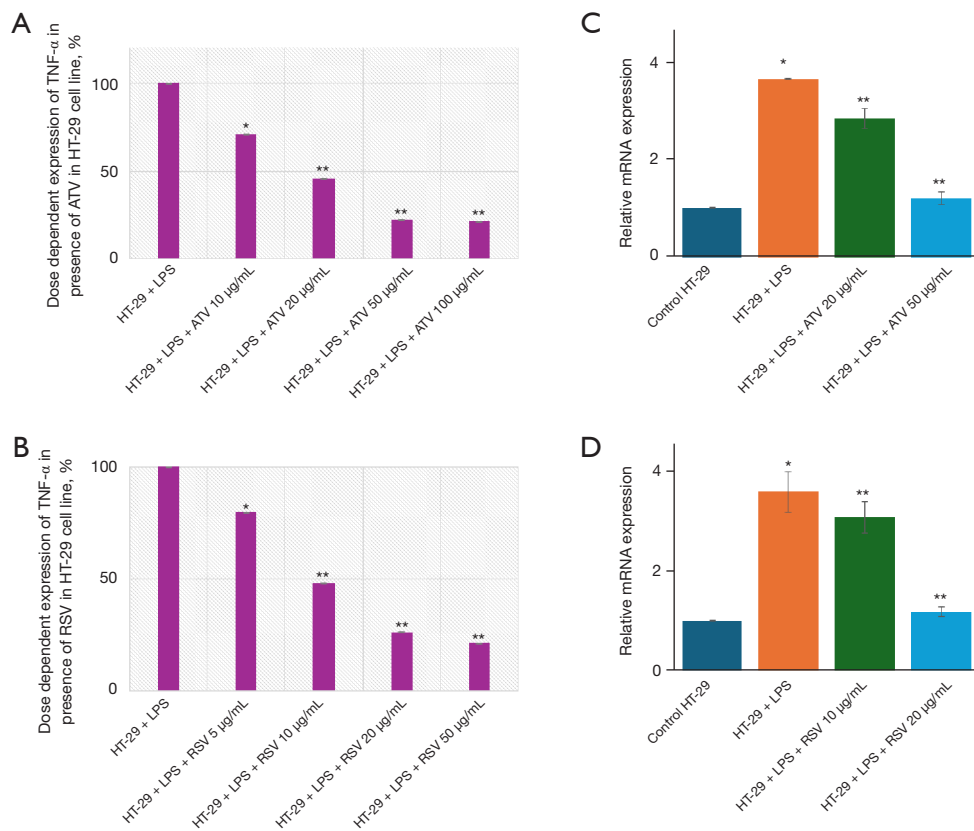 A
Dose dependent expression of TNF-α in
presence of ATV in HT-29 cell line, %
100
50
0
*
**
**
**
HT-29 + LPS
HT-29 + LPS + ATV 10 µg/mL
HT-29 + LPS + ATV 20 µg/mL
HT-29 + LPS + ATV 50 µg/mL
HT-29 + LPS + ATV 100 µg/mL
C
Relative mRNA expression
4
2
0
*
**
**
Control HT-29
HT-29 + LPS
HT-29 + LPS + ATV 20 µg/mL
HT-29 + LPS + ATV 50 µg/mL
B
Dose dependent expression of TNF-α in
presence of RSV in HT-29 cell line, %
100
50
0
*
**
**
**
HT-29 + LPS
HT-29 + LPS + RSV 5 µg/mL
HT-29 + LPS + RSV 10 µg/mL
HT-29 + LPS + RSV 20 µg/mL
HT-29 + LPS + RSV 50 µg/mL
D
Relative mRNA expression
4
2
0
*
**
**
Control HT-29
HT-29 + LPS
HT-29 + LPS + RSV 10 µg/mL
HT-29 + LPS + RSV 20 µg/mL